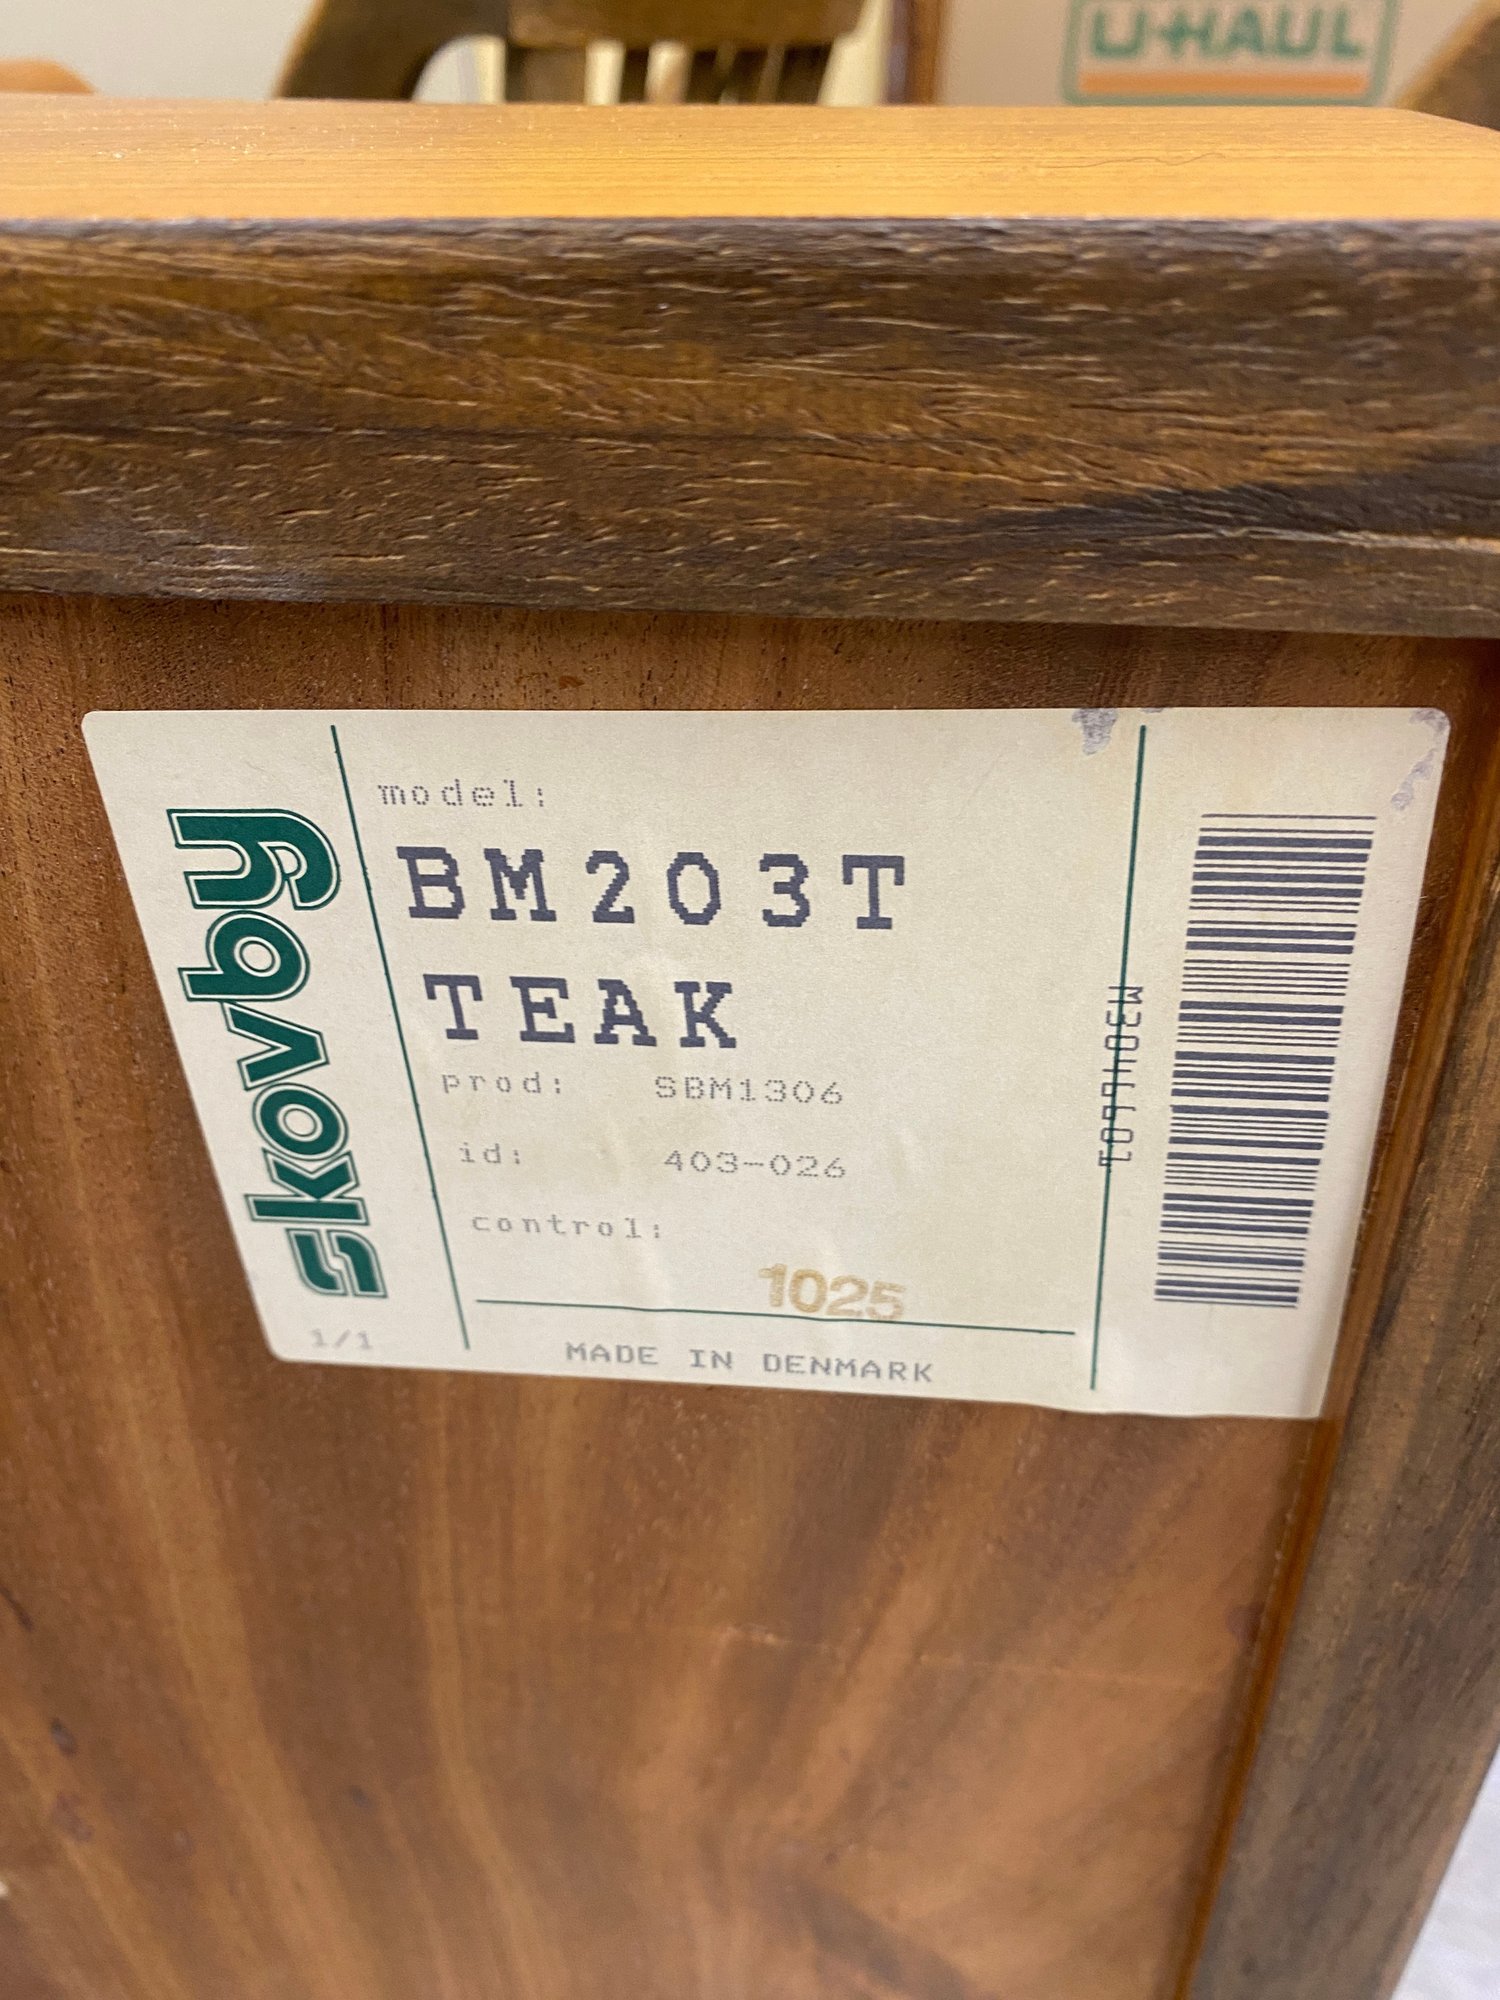 U-HAUL
skovby
model:
BM203T
TEAK
prod: SBM1306
id: 403-026
control:
1025
MADE IN DENMARK
1/1